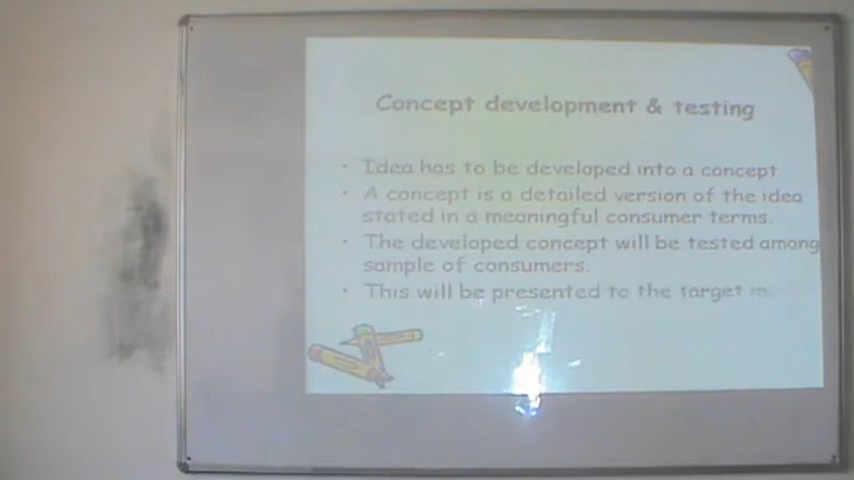 Concept development & testing
• Idea has to be developed into a concept
• A concept is a detailed version of the idea
stated in a meaningful consumer terms.
• The developed concept will be tested among
sample of consumers.
• This will be presented to the target